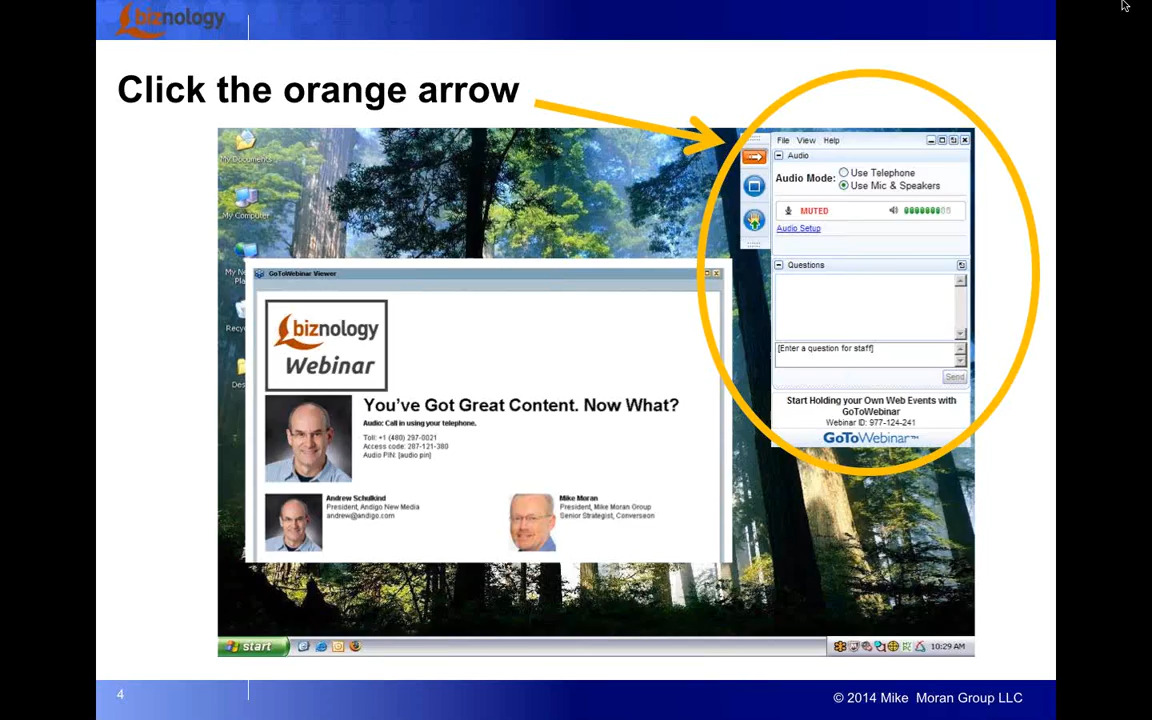 biznology
Click the orange arrow
My Documents
My Computer
File View Help
Audio
Audio Mode:
Use Telephone
Use Mic & Speakers
MUTED
Audio Setup
Questions
[Enter a question for staff]
Send
Start Holding your Own Web Events with
GoToWebinar
Webinar ID: 977-124-241
GoToWebinar™
GoToWebinar Viewer
biznology
Webinar
You've Got Great Content. Now What?
Audio: Call in using your telephone.
Toll: +1 (480) 297-0021
Access code: 287-121-380
Audio PIN: [audio pin]
Andrew Schulkind
President, Andigo New Media
andrew@andigo.com
Mike Moran
President, Mike Moran Group
Senior Strategist, Converseon
start
10:29 AM
4
© 2014 Mike Moran Group LLC